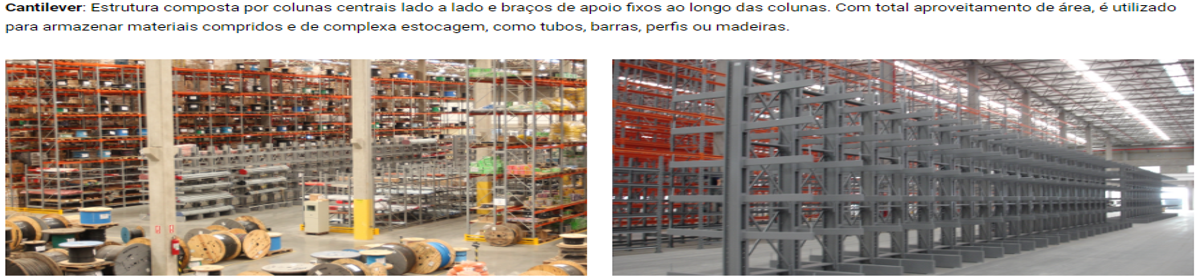 Cantilever: Estrutura composta por colunas centrais lado a lado e braços de apoio fixos ao longo das colunas. Com total aproveitamento de área, é utilizado
para armazenar materiais compridos e de complexa estocagem, como tubos, barras, perfis ou madeiras.